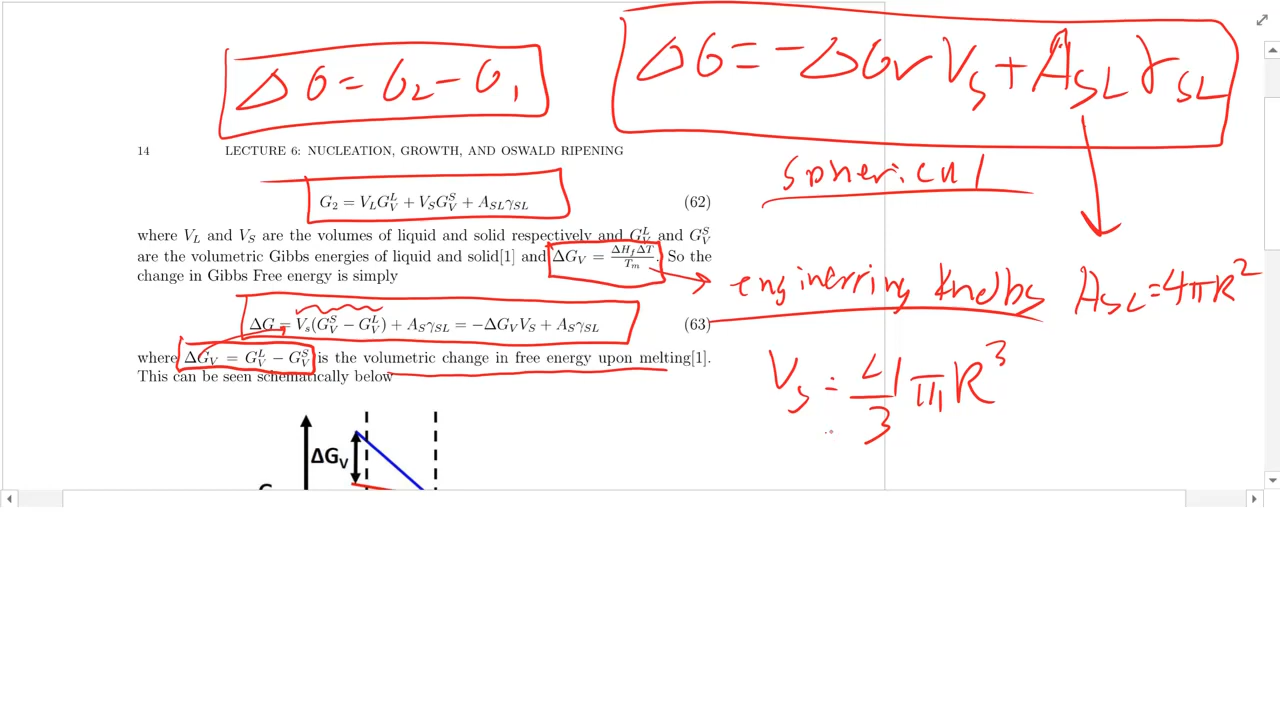 ΔG = G₂ − G₁
ΔG = −ΔGv V_S + A_SL γ_SL
14 LECTURE 6: NUCLEATION, GROWTH, AND OSWALD RIPENING
Spherical
G₂ = V_L G_V^L + V_S G_V^S + A_SL γ_SL (62)
where V_L and V_S are the volumes of liquid and solid respectively and G_V^L and G_V^S
are the volumetric Gibbs energies of liquid and solid[1] and ΔG_V = ΔH_f ΔT / T_m. So the
change in Gibbs Free energy is simply
enginerring knobs A_SL = 4πR²
ΔG = V_s(G_V^S − G_V^L) + A_S γ_SL = −ΔG_V V_S + A_S γ_SL (63)
where ΔG_V = G_V^L − G_V^S is the volumetric change in free energy upon melting[1].
This can be seen schematically below
V_s = 4/3 π R³
ΔG_V